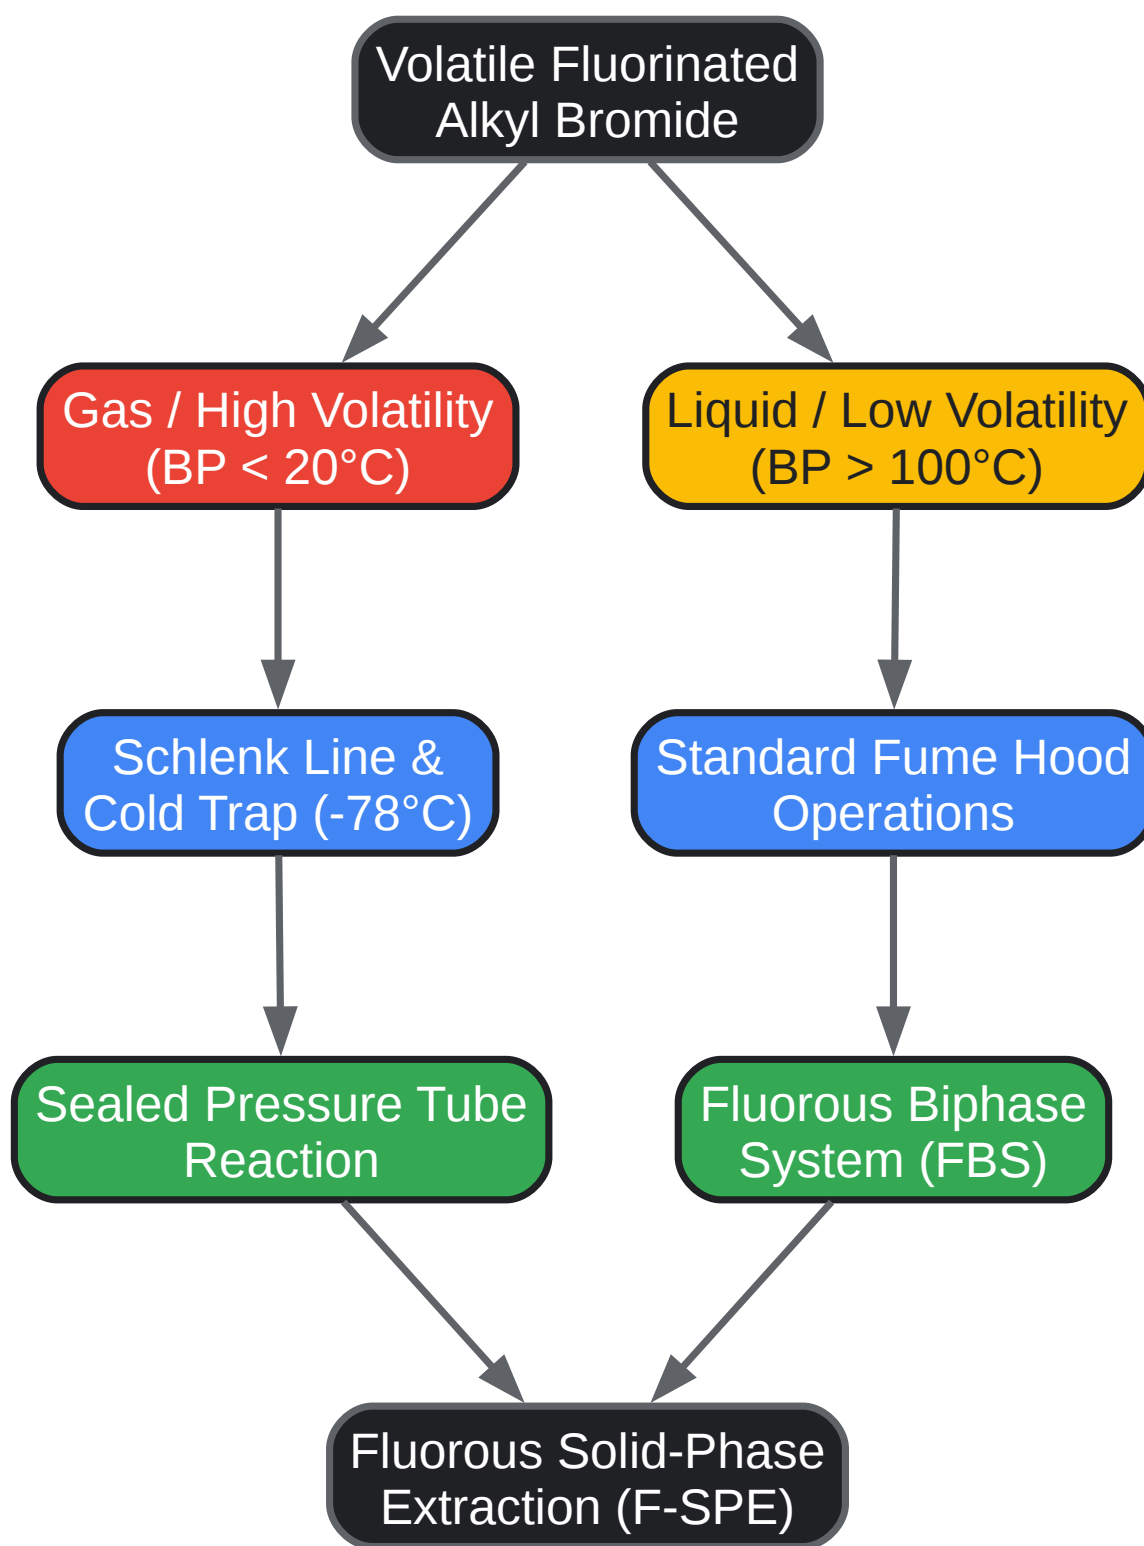 Volatile Fluorinated
Alkyl Bromide
Gas / High Volatility
(BP < 20°C)
Liquid / Low Volatility
(BP > 100°C)
Schlenk Line &
Cold Trap (-78°C)
Standard Fume Hood
Operations
Sealed Pressure Tube
Reaction
Fluorous Biphase
System (FBS)
Fluorous Solid-Phase
Extraction (F-SPE)